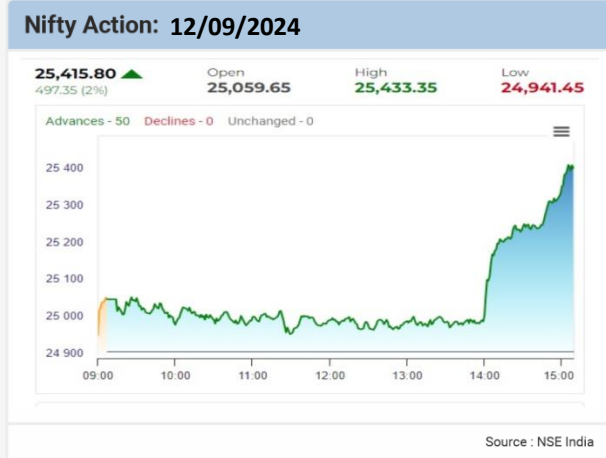 Nifty Action: 12/09/2024
25,415.80
497.35 (2%)
Open
25,059.65
High
25,433.35
Low
24,941.45
Advances - 50 Declines - 0 Unchanged - 0
25 400
25 300
25 200
25 100
25 000
24 900
09:00 10:00 11:00 12:00 13:00 14:00 15:00
Source : NSE India